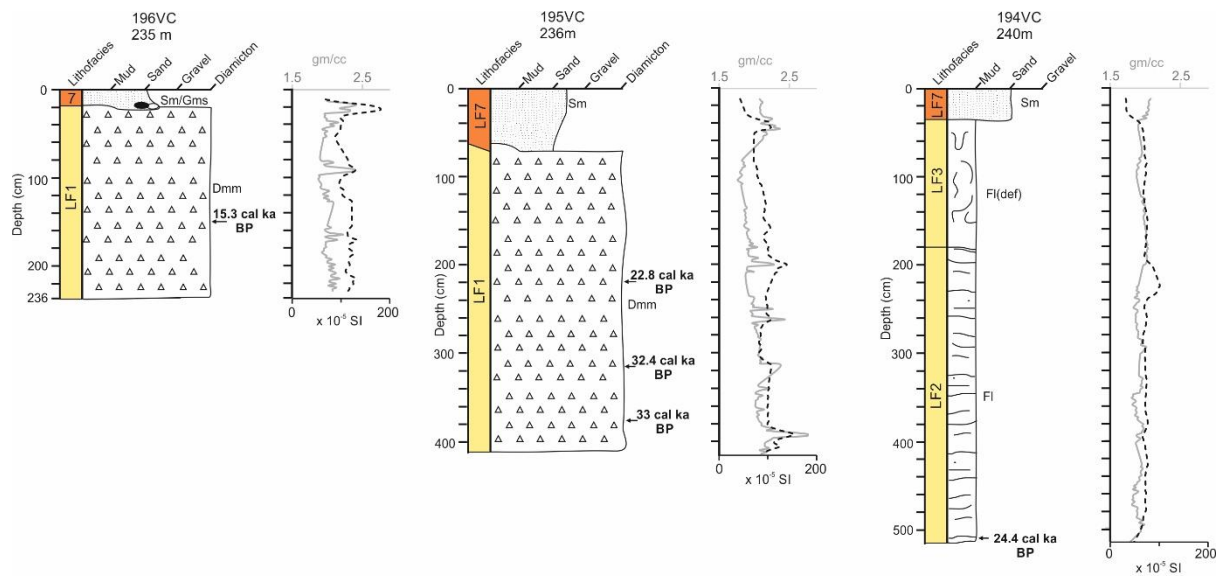 196VC
235 m
Lithofacies
Mud
Sand
Gravel
Diamicton
0
100
200
236
Depth (cm)
7
LF1
Sm/Gms
Dmm
15.3 cal ka
BP
gm/cc
1.5
2.5
0
200
x 10⁻⁵ SI
195VC
236m
Lithofacies
Mud
Sand
Gravel
Diamicton
0
100
200
300
400
Depth (cm)
LF7
LF1
Sm
22.8 cal ka
BP
Dmm
32.4 cal ka
BP
33 cal ka
BP
gm/cc
1.5
2.5
0
100
200
x 10⁻⁵ SI
194VC
240m
Lithofacies
Mud
Sand
Gravel
0
100
200
300
400
500
Depth (cm)
LF7
LF3
LF2
Sm
Fl(def)
Fl
24.4 cal ka
BP
gm/cc
1.5
2.5
0
100
200
x 10⁻⁵ SI